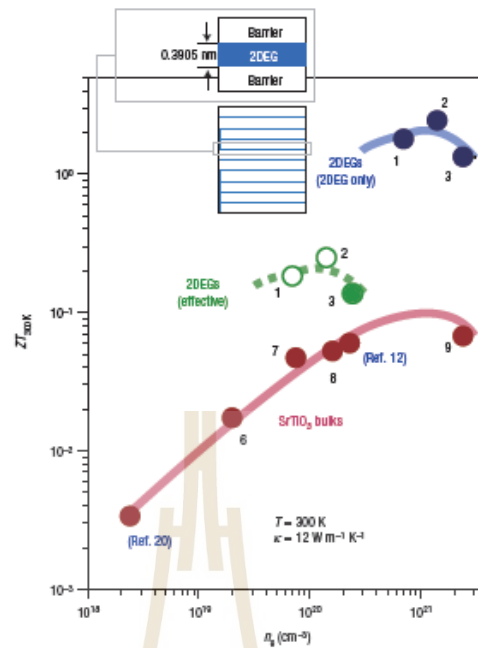 Barrier
0.3905 nm
2DEG
Barrier
2
1
3
2DEGs
(2DEG only)
10⁰
2
2DEGs
(effective)
1
3
10⁻¹
ZT300 K
7
8
(Ref. 12)
9
SrTiO₃ bulks
6
10⁻²
T = 300 K
κ = 12 W m⁻¹ K⁻¹
(Ref. 20)
10⁻³
10¹⁸
10¹⁹
10²⁰
10²¹
(cm⁻³)